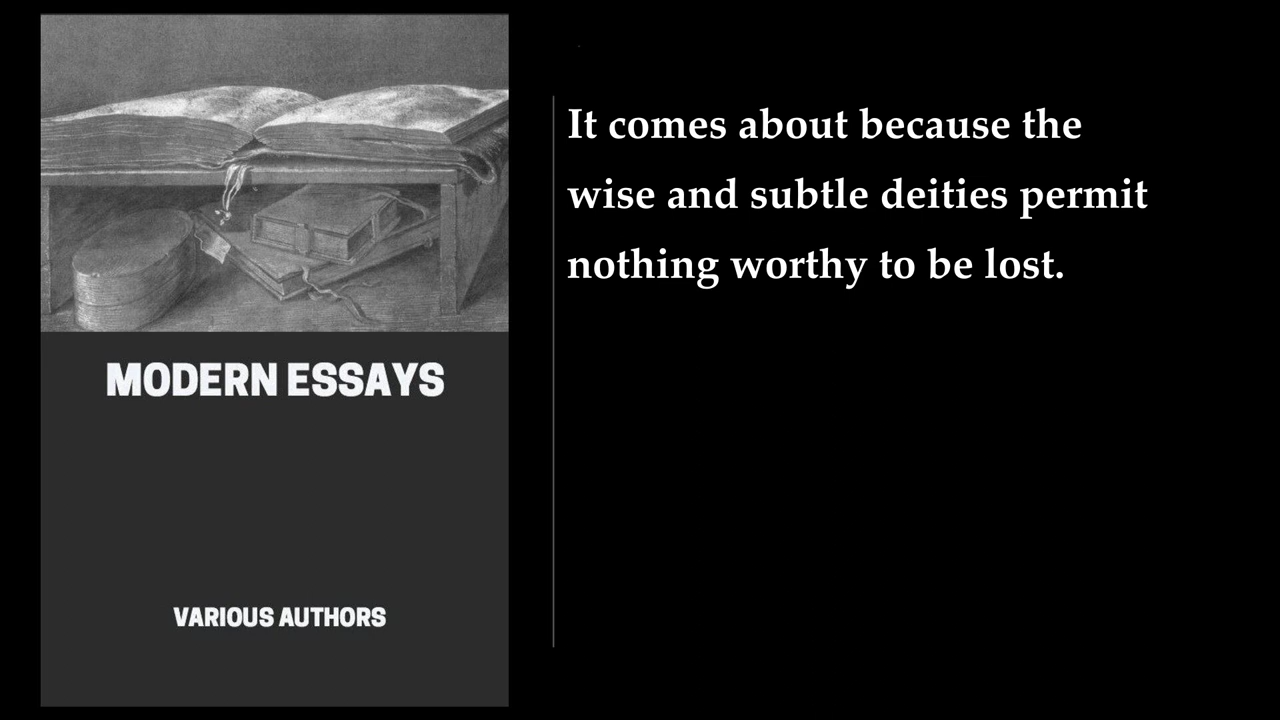 MODERN ESSAYS
VARIOUS AUTHORS
It comes about because the
wise and subtle deities permit
nothing worthy to be lost.